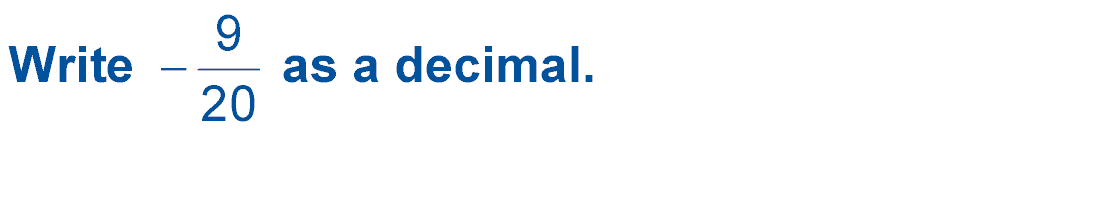 Write −9/20 as a decimal.